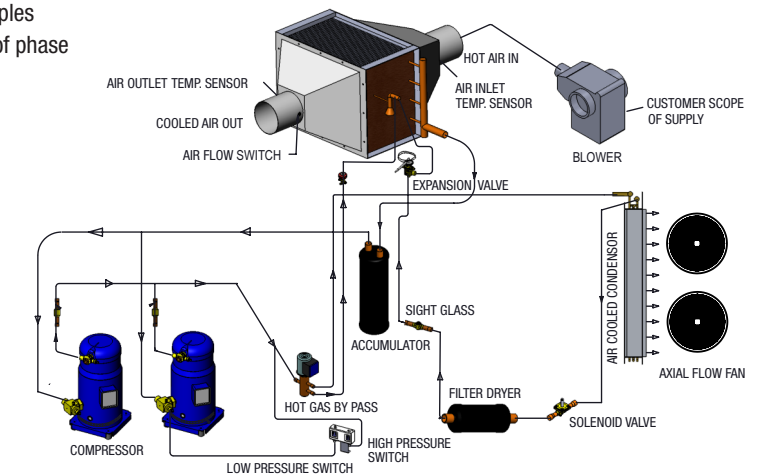 ples
of phase
HOT AIR IN
AIR OUTLET TEMP. SENSOR
AIR INLET
TEMP. SENSOR
COOLED AIR OUT
CUSTOMER SCOPE
OF SUPPLY
AIR FLOW SWITCH
BLOWER
EXPANSION VALVE
AIR COOLED CONDENSOR
SIGHT GLASS
ACCUMULATOR
AXIAL FLOW FAN
FILTER DRYER
HOT GAS BY PASS
SOLENOID VALVE
HIGH PRESSURE
SWITCH
COMPRESSOR
LOW PRESSURE SWITCH